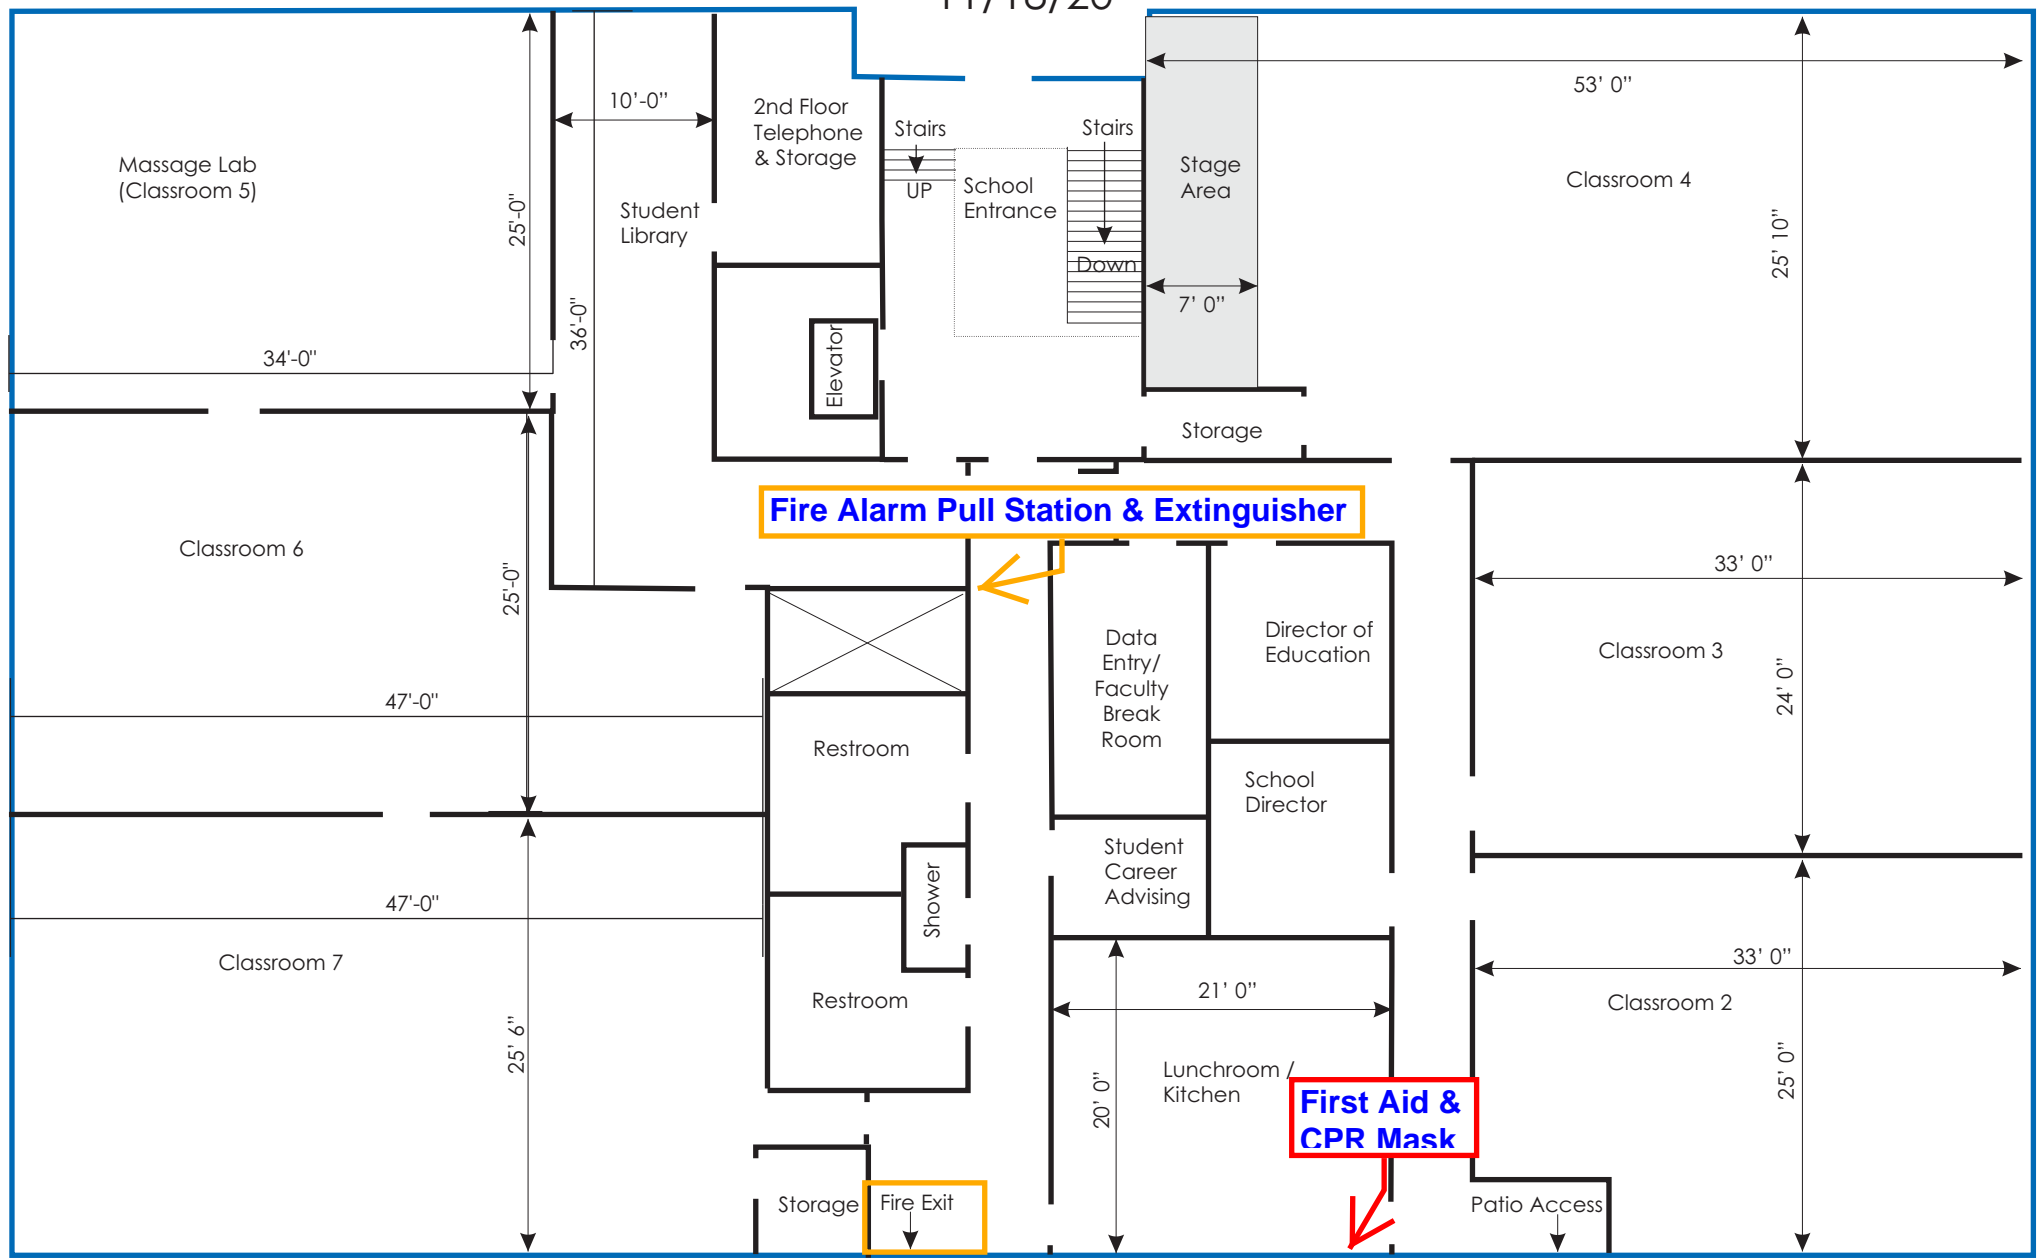 53' 0"
10'-0"
2nd Floor
Telephone
& Storage
Stairs
Stairs
Massage Lab
(Classroom 5)
Stage
Area
Classroom 4
UP
School
Entrance
Student
Library
25'-0"
25' 10"
Down
7' 0"
36'-0"
34'-0"
Elevator
Storage
Fire Alarm Pull Station & Extinguisher
Classroom 6
33' 0"
25'-0"
Data
Entry/
Faculty
Break
Room
Director of
Education
Classroom 3
47'-0"
24' 0"
Restroom
School
Director
Student
Career
Advising
47'-0"
Shower
Classroom 7
33' 0"
21' 0"
Restroom
Classroom 2
25' 6"
20' 0"
Lunchroom /
Kitchen
25' 0"
First Aid &
CPR Mask
Storage
Fire Exit
Patio Access